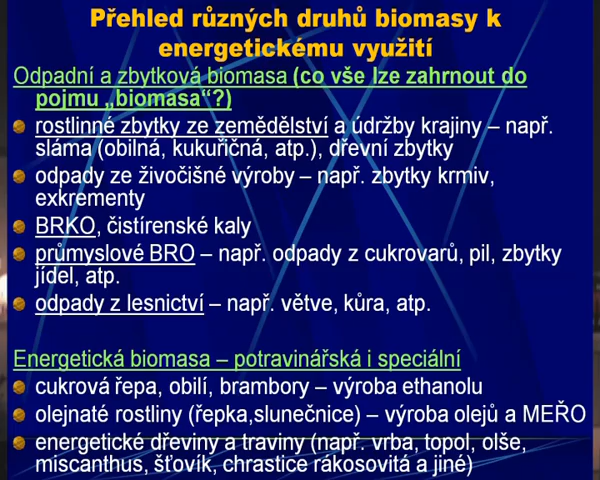 Přehled různých druhů biomasy k
energetickému využití
Odpadní a zbytková biomasa (co vše lze zahrnout do
pojmu „biomasa“?)
rostlinné zbytky ze zemědělství a údržby krajiny – např.
sláma (obilná, kukuřičná, atp.), dřevní zbytky
odpady ze živočišné výroby – např. zbytky krmiv,
exkrementy
BRKO, čistírenské kaly
průmyslové BRO – např. odpady z cukrovarů, pil, zbytky
jídel, atp.
odpady z lesnictví – např. větve, kůra, atp.
Energetická biomasa – potravinářská i speciální
cukrová řepa, obilí, brambory – výroba ethanolu
olejnaté rostliny (řepka,slunečnice) – výroba olejů a MEŘO
energetické dřeviny a traviny (např. vrba, topol, olše,
miscanthus, šťovík, chrastice rákosovitá a jiné)